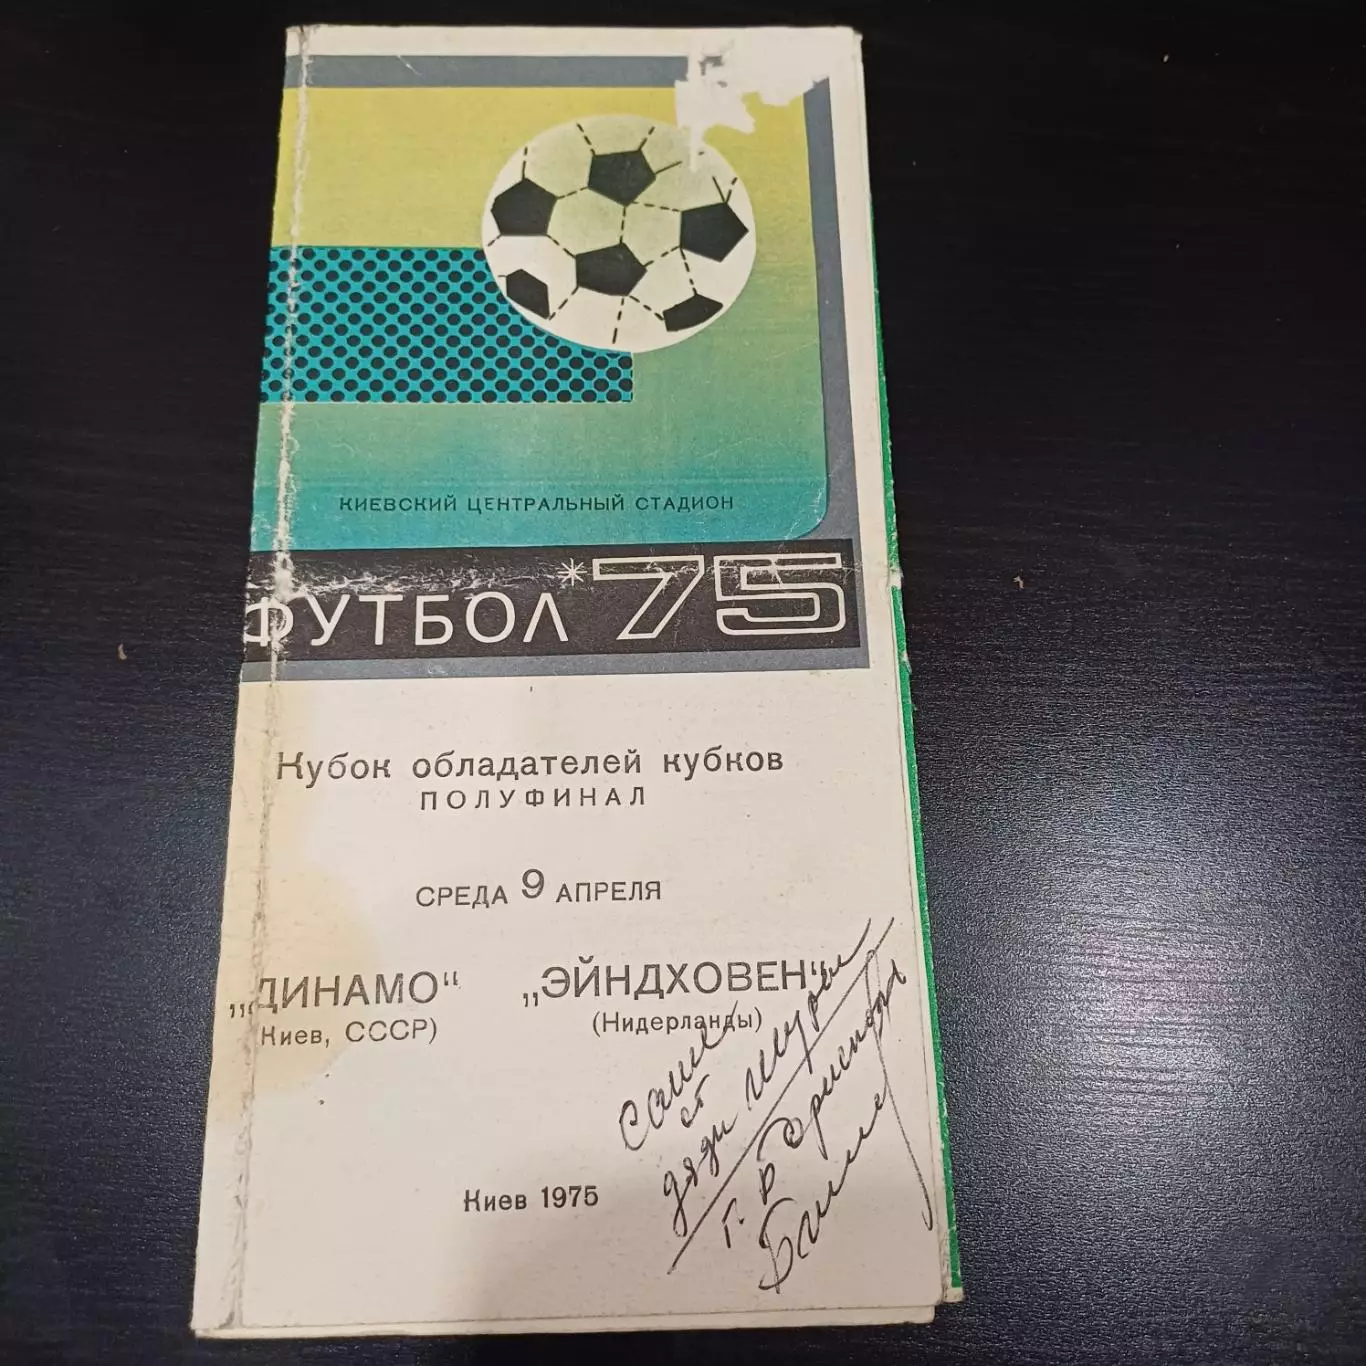 КИЕВСКИЙ ЦЕНТРАЛЬНЫЙ СТАДИОН
ФУТБОЛ *75
Кубок обладателей кубков
ПОЛУФИНАЛ
СРЕДА 9 АПРЕЛЯ
„ДИНАМО“ „ЭЙНДХОВЕН“
(Киев, СССР) (Нидерланды)
Саше
от
дяди
Киев 1975